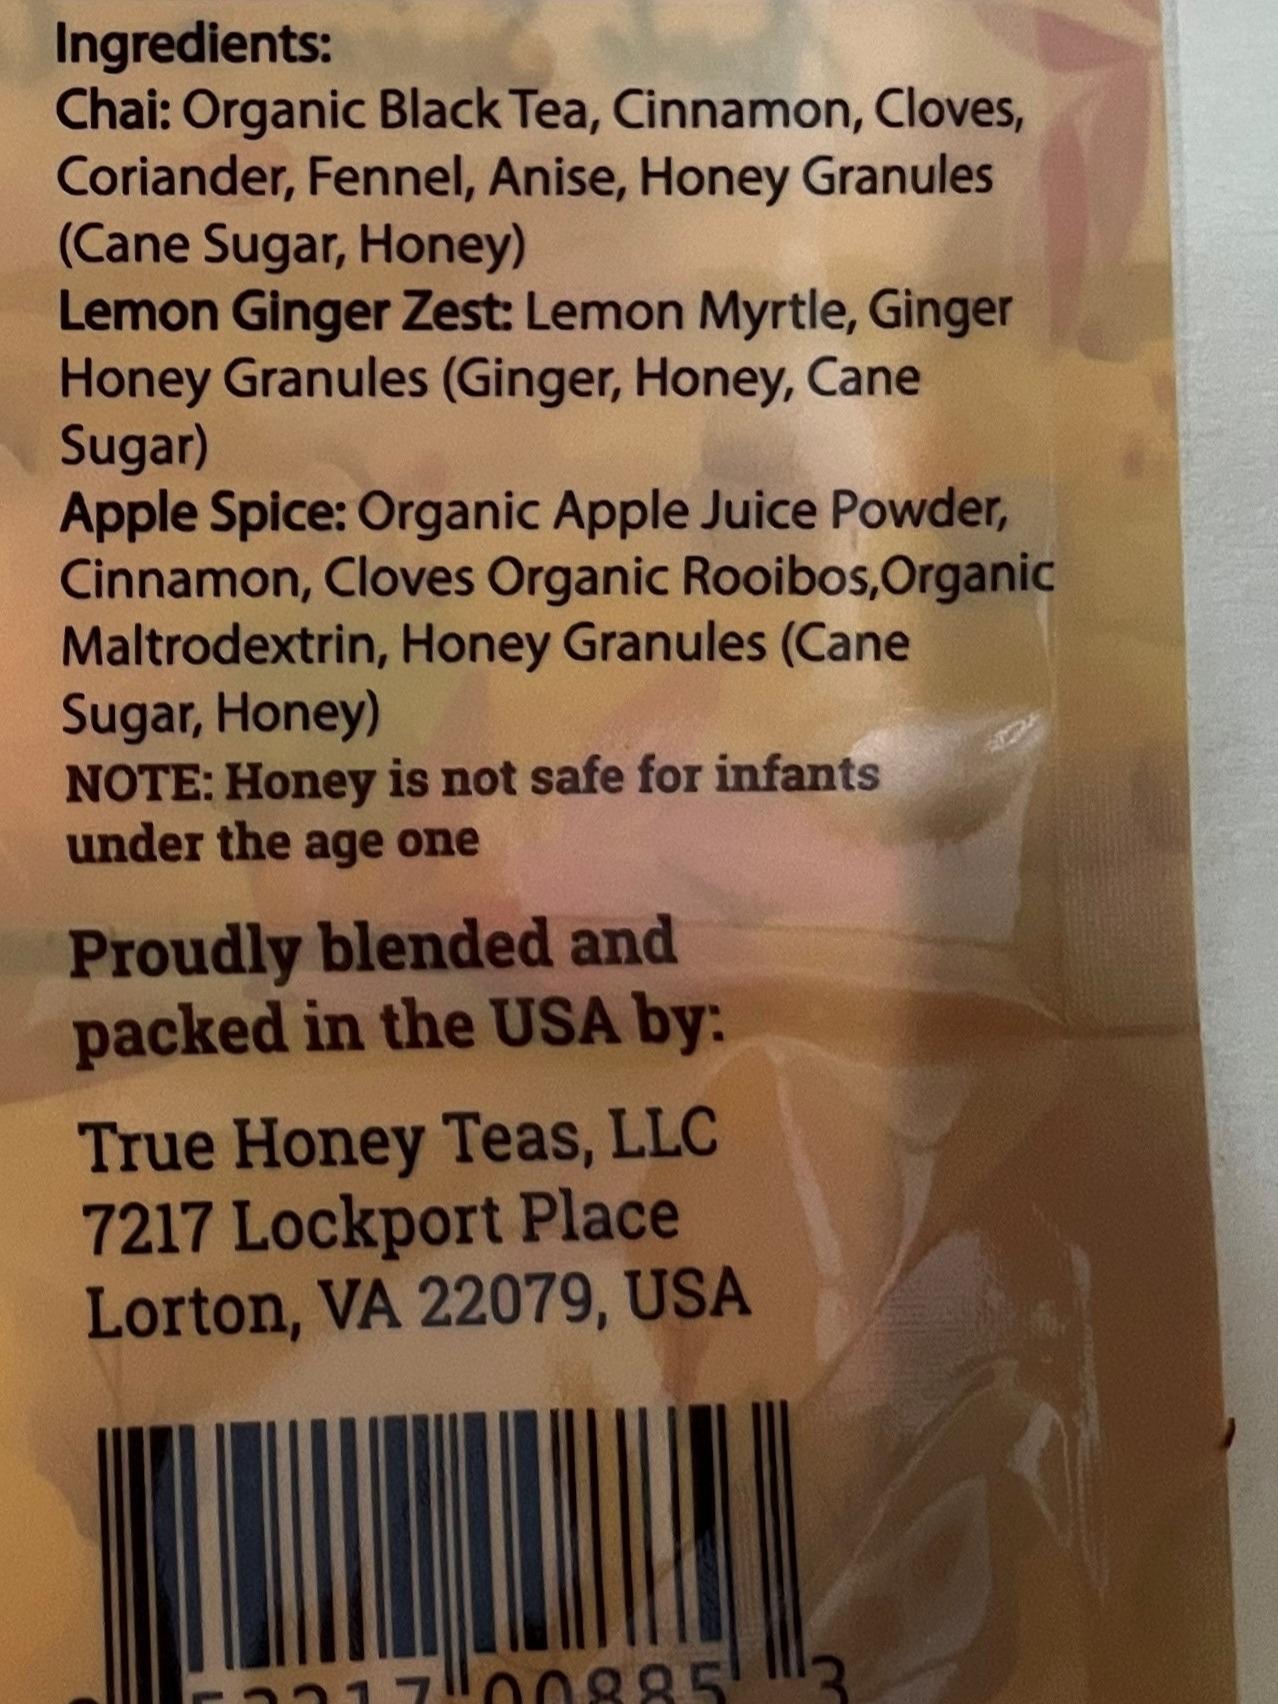 Ingredients:
Chai: Organic Black Tea, Cinnamon, Cloves,
Coriander, Fennel, Anise, Honey Granules
(Cane Sugar, Honey)
Lemon Ginger Zest: Lemon Myrtle, Ginger
Honey Granules (Ginger, Honey, Cane
Sugar)
Apple Spice: Organic Apple Juice Powder,
Cinnamon, Cloves Organic Rooibos,Organic
Maltrodextrin, Honey Granules (Cane
Sugar, Honey)
NOTE: Honey is not safe for infants
under the age one
Proudly blended and
packed in the USA by:
True Honey Teas, LLC
7217 Lockport Place
Lorton, VA 22079, USA
00885 3